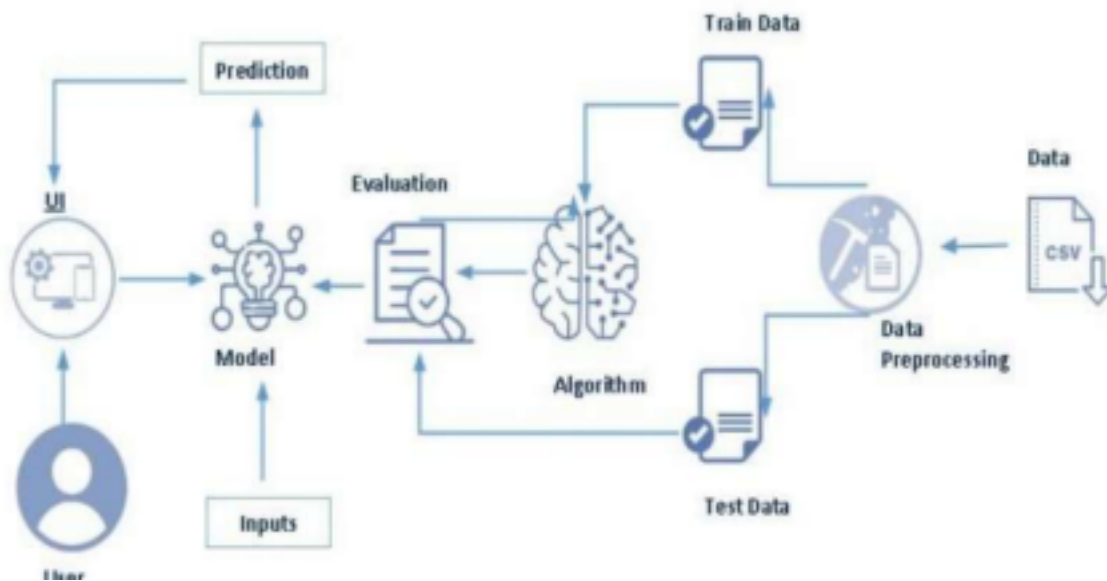 Train Data
Prediction
Data
Evaluation
UI
CSV
Model
Data
Preprocessing
Algorithm
Inputs
Test Data
User